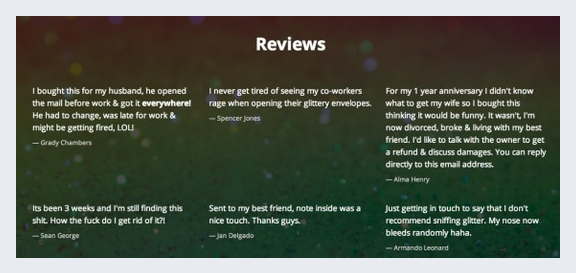 Reviews
I bought this for my husband, he opened
the mail before work & got it everywhere!
He had to change, was late for work &
might be getting fired, LOL!
— Grady Chambers
I never get tired of seeing my co-workers
rage when opening their glittery envelopes.
— Spencer Jones
For my 1 year anniversary I didn't know
what to get my wife so I bought this
thinking it would be funny. It wasn't, I'm
now divorced, broke & living with my best
friend. I'd like to talk with the owner to get
a refund & discuss damages. You can reply
directly to this email address.
— Alma Henry
Its been 3 weeks and I'm still finding this
shit. How the fuck do I get rid of it?!
— Sean George
Sent to my best friend, note inside was a
nice touch. Thanks guys.
— Jan Delgado
Just getting in touch to say that I don't
recommend sniffing glitter. My nose now
bleeds randomly haha.
— Armando Leonard